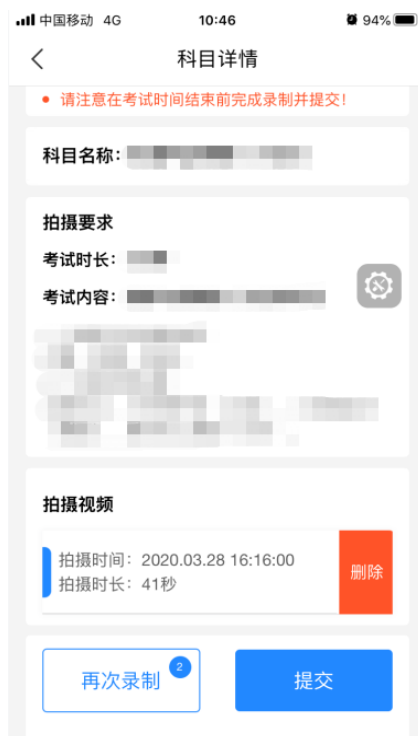 中国移动 4G 10:46 94%
科目详情
请注意在考试时间结束前完成录制并提交！
科目名称：
拍摄要求
考试时长：
考试内容：
拍摄视频
拍摄时间：2020.03.28 16:16:00
拍摄时长：41秒
删除
再次录制 2
提交